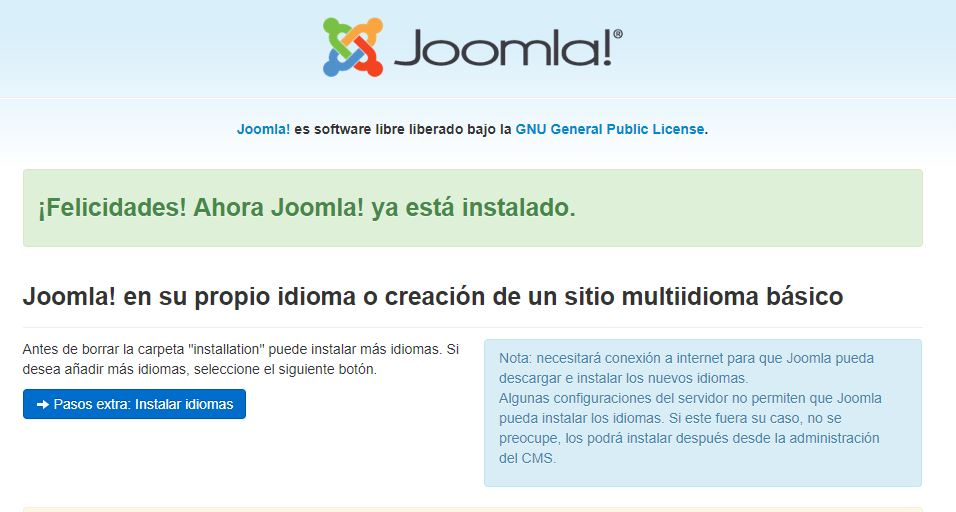 Joomla!®
Joomla! es software libre liberado bajo la GNU General Public License.
¡Felicidades! Ahora Joomla! ya está instalado.
Joomla! en su propio idioma o creación de un sitio multiidioma básico
Antes de borrar la carpeta "installation" puede instalar más idiomas. Si
desea añadir más idiomas, seleccione el siguiente botón.
Pasos extra: Instalar idiomas
Nota: necesitará conexión a internet para que Joomla pueda
descargar e instalar los nuevos idiomas.
Algunas configuraciones del servidor no permiten que Joomla
pueda instalar los idiomas. Si este fuera su caso, no se
preocupe, los podrá instalar después desde la administración
del CMS.